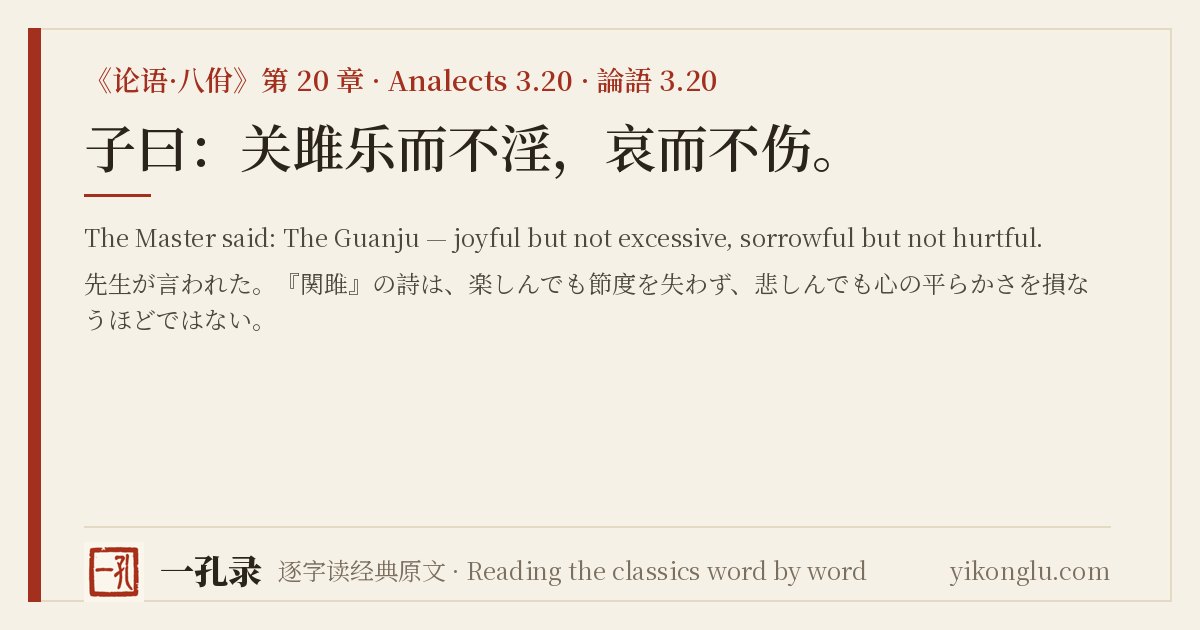 《论语·八佾》第 20 章 · Analects 3.20 · 論語 3.20
子曰：关雎乐而不淫，哀而不伤。
The Master said: The Guanju — joyful but not excessive, sorrowful but not hurtful.
先生が言われた。『関雎』の詩は、楽しんでも節度を失わず、悲しんでも心の平らかさを損な
うほどではない。
一孔
一孔录 逐字读经典原文 · Reading the classics word by word yikonglu.com